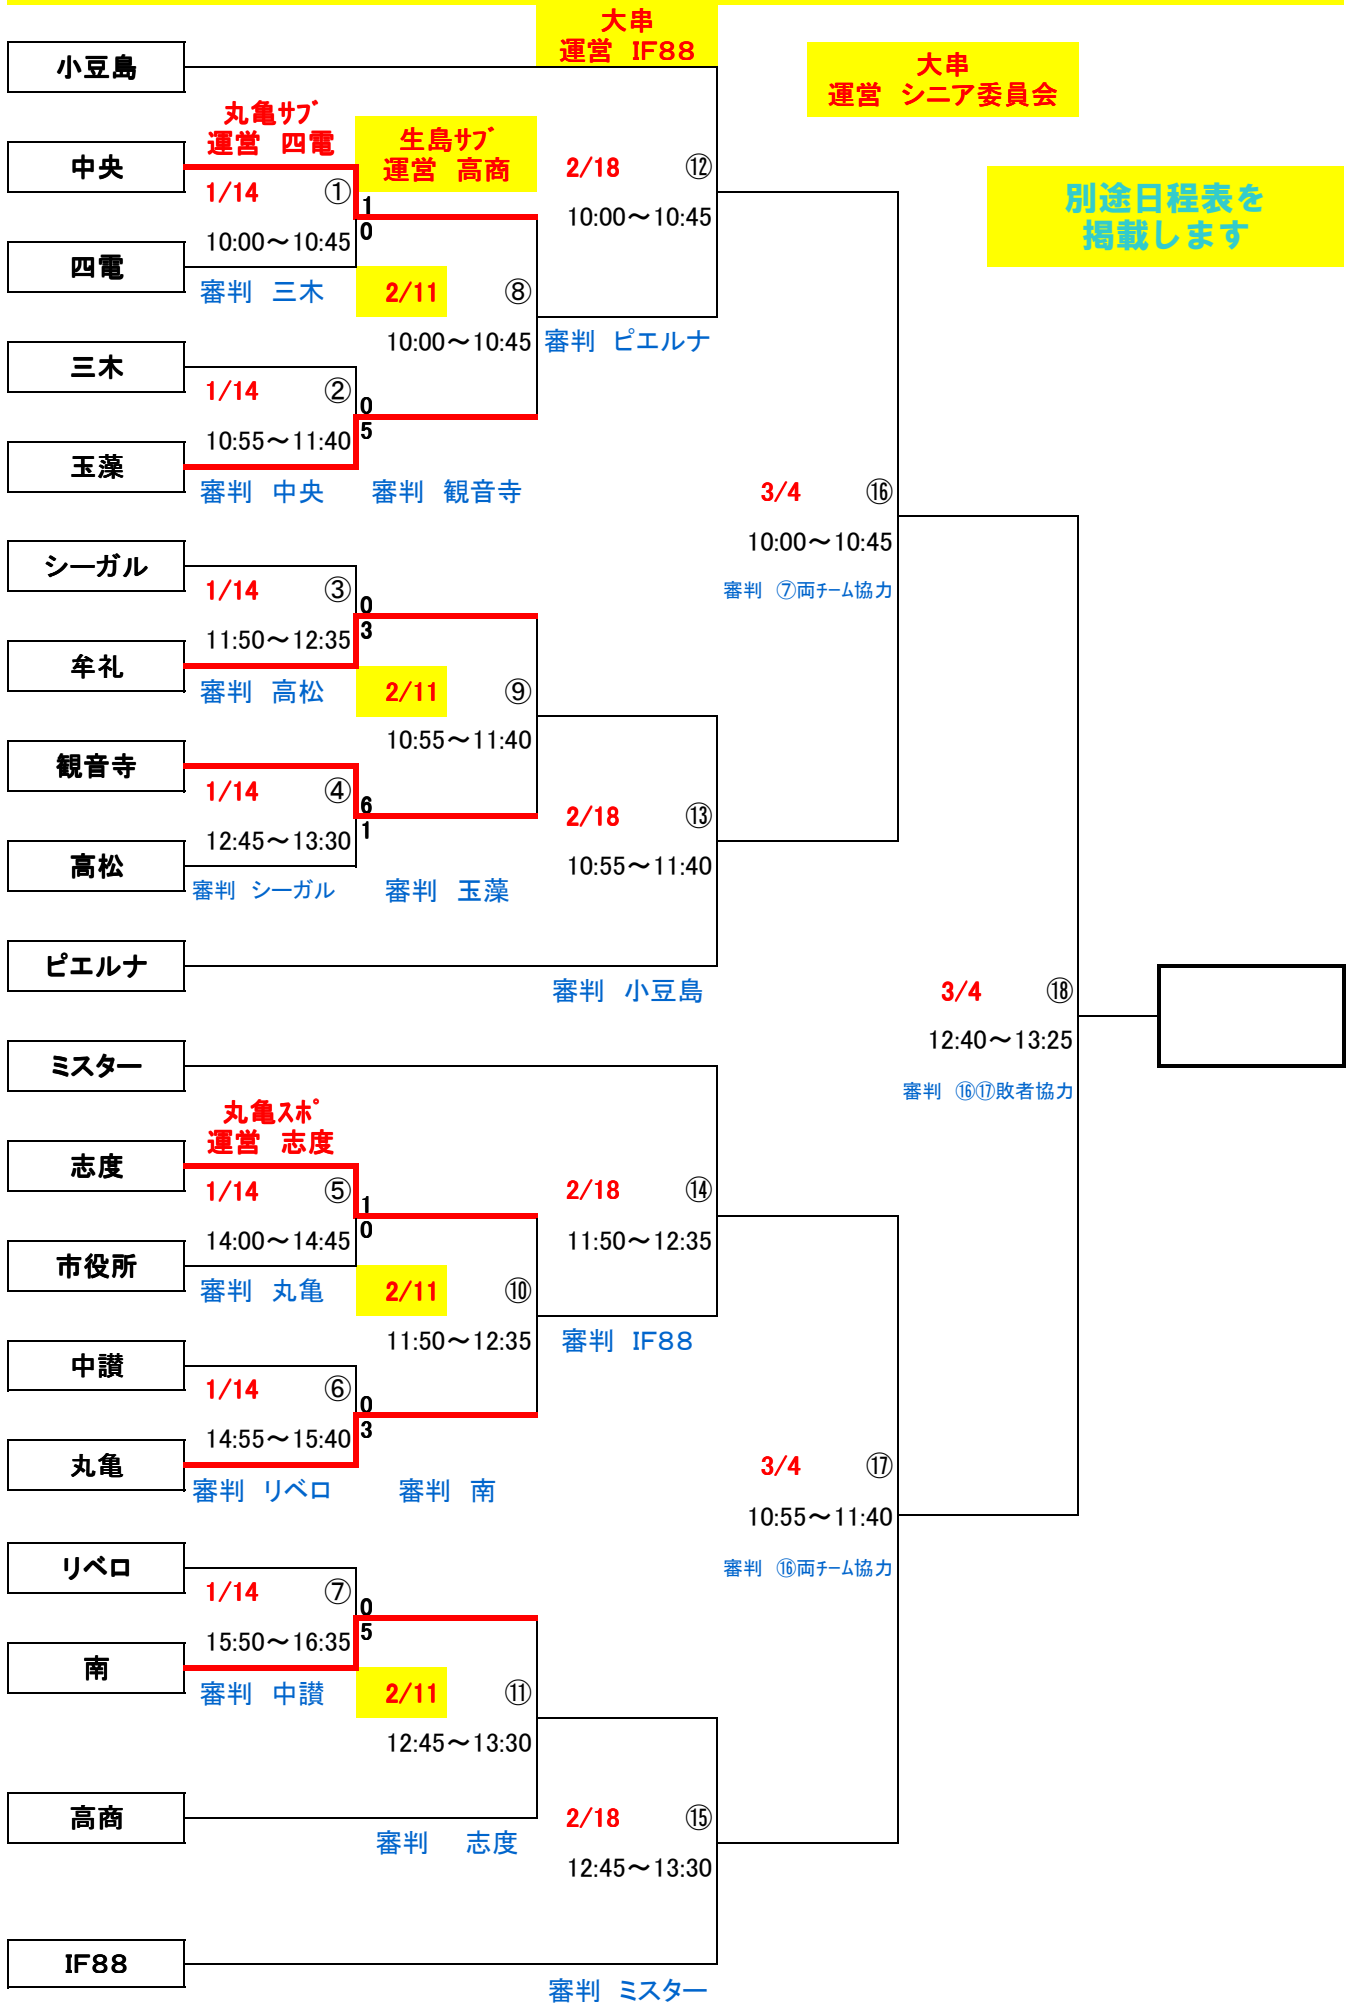 大串
運営 IF88
小豆島
大串
運営 シニア委員会
丸亀ｻﾌﾞ
運営 四電
生島ｻﾌﾞ
運営 高商
中央
2/18 ⑫
1/14 ①
1
別途日程表を
掲載します
10:00～10:45
0
10:00～10:45
四電
審判 三木
2/11 ⑧
10:00～10:45
審判 ピエルナ
三木
1/14 ②
0
10:55～11:40
5
玉藻
審判 中央
審判 観音寺
3/4 ⑯
10:00～10:45
シーガル
1/14 ③
0
審判 ⑦両ﾁｰﾑ協力
11:50～12:35
3
牟礼
審判 高松
2/11 ⑨
10:55～11:40
観音寺
1/14 ④
6
12:45～13:30
1
2/18 ⑬
10:55～11:40
高松
審判 シーガル
審判 玉藻
ピエルナ
審判 小豆島
3/4 ⑱
12:40～13:25
審判 ⑯⑰敗者協力
ミスター
丸亀ｽﾎﾟ
運営 志度
志度
1/14 ⑤
1
2/18 ⑭
14:00～14:45
0
11:50～12:35
市役所
審判 丸亀
2/11 ⑩
11:50～12:35
審判 IF88
中讃
1/14 ⑥
0
14:55～15:40
3
丸亀
審判 リベロ
審判 南
3/4 ⑰
10:55～11:40
審判 ⑯両ﾁｰﾑ協力
リベロ
1/14 ⑦
0
15:50～16:35
5
南
審判 中讃
2/11 ⑪
12:45～13:30
高商
審判 志度
2/18 ⑮
12:45～13:30
IF88
審判 ミスター